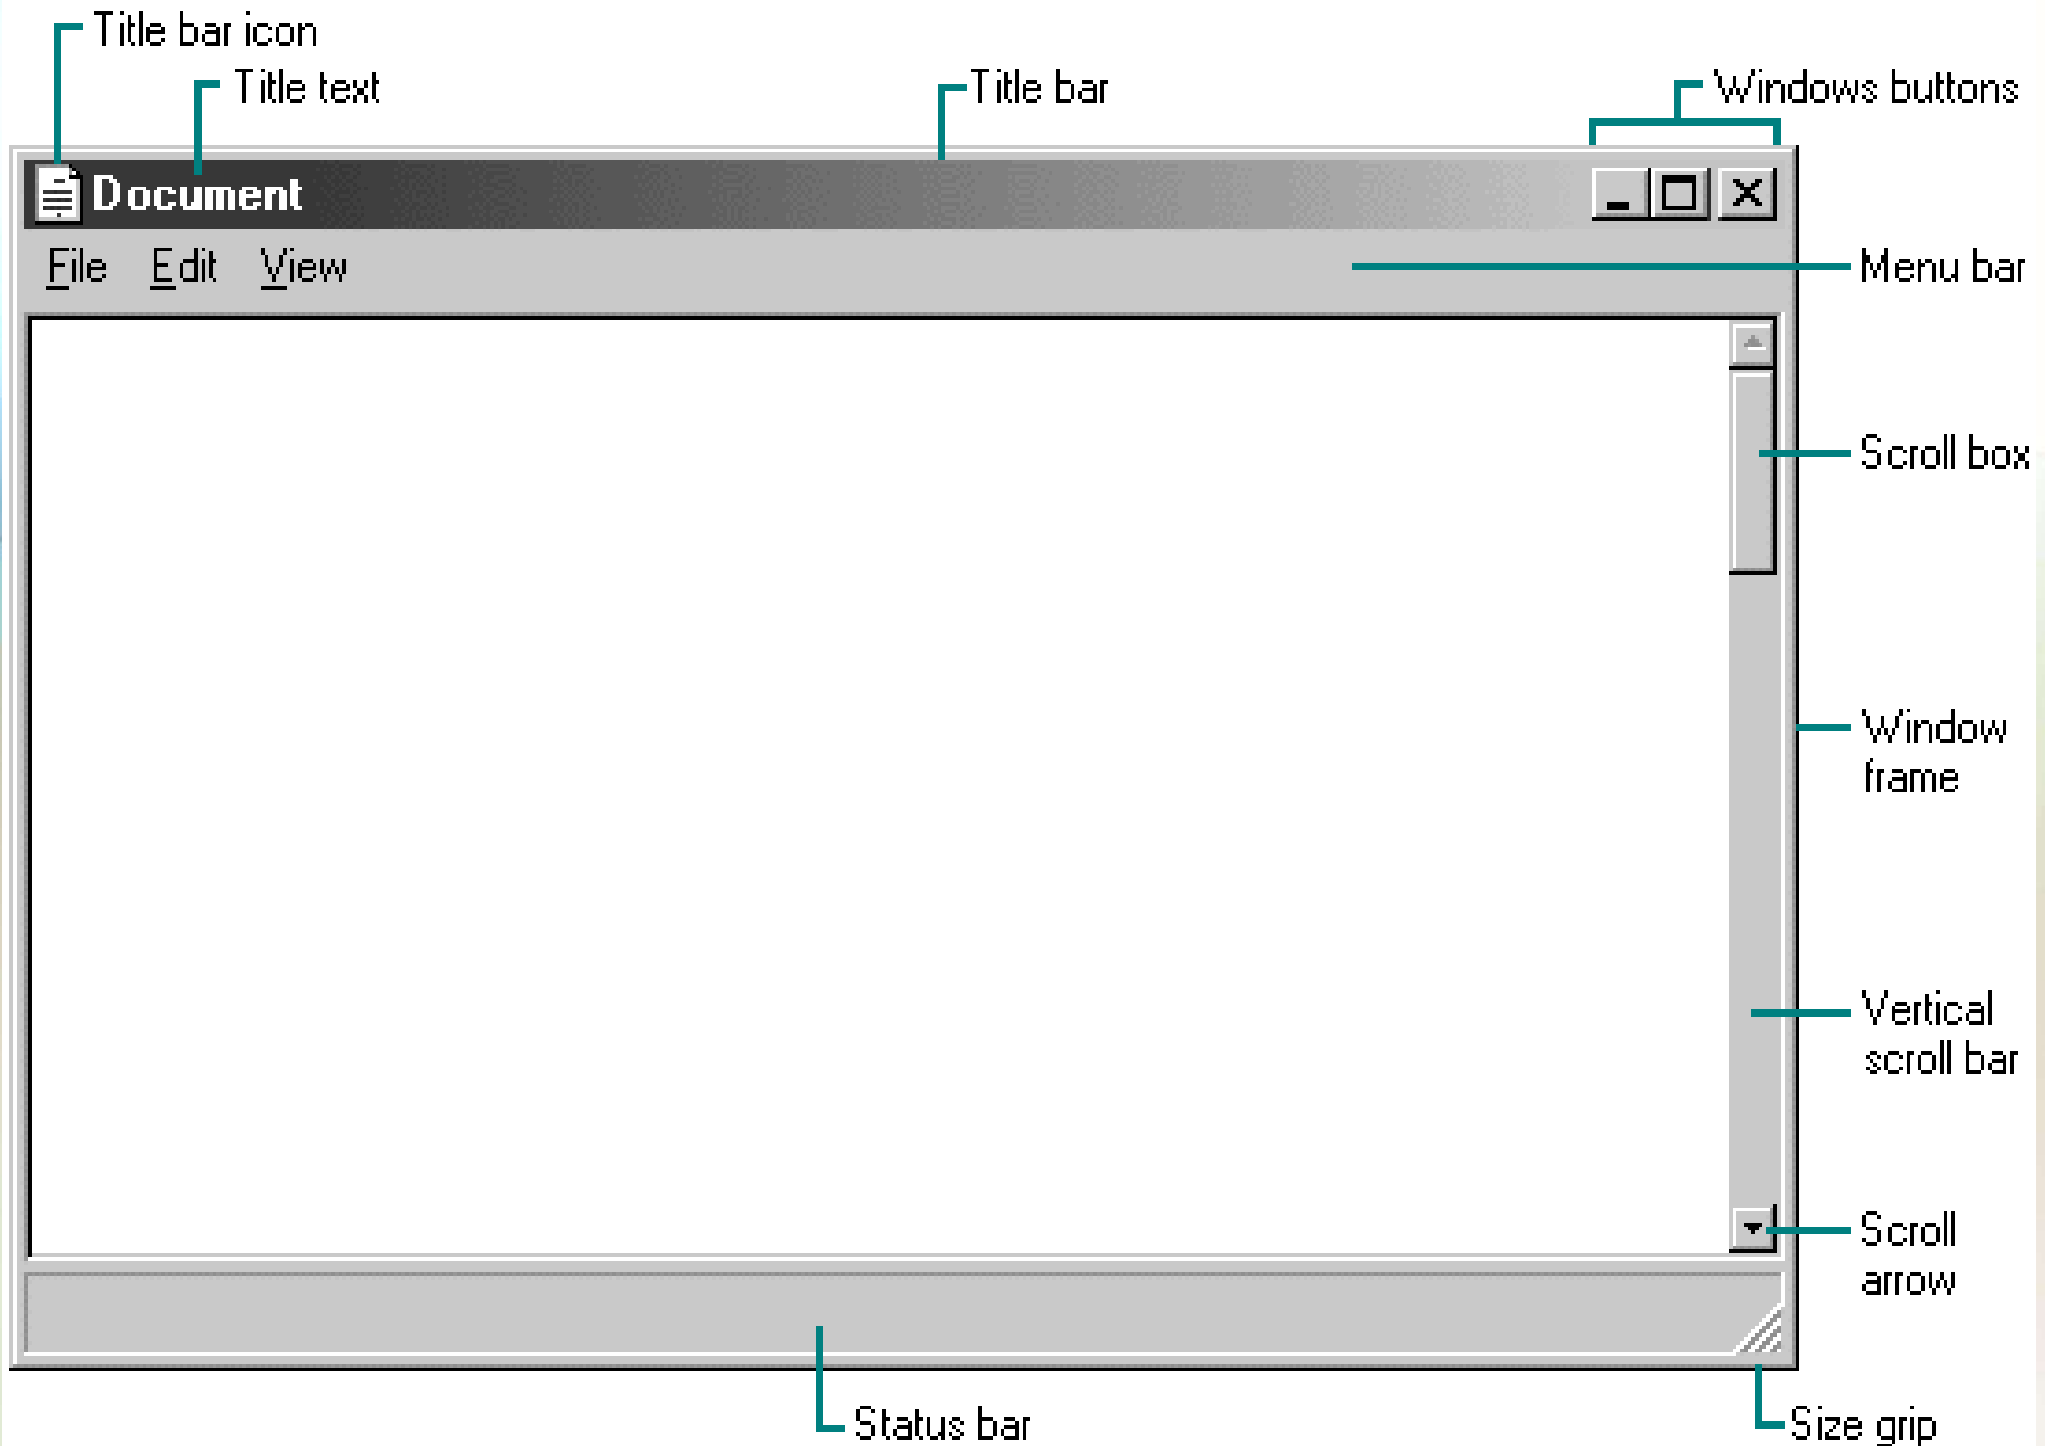 Title bar icon
Title text
Title bar
Windows buttons
Document
File Edit View
Menu bar
Scroll box
Window
frame
Vertical
scroll bar
Scroll
arrow
Status bar
Size grip